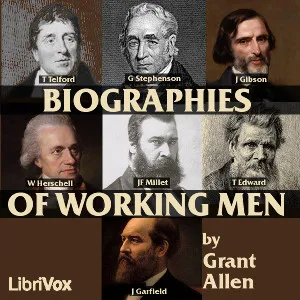 T Telford
G Stephenson
J Gibson
BIOGRAPHIES
W Herschell
JF Millet
T Edward
OF WORKING MEN
by
Grant
Allen
J Garfield
LibriVox